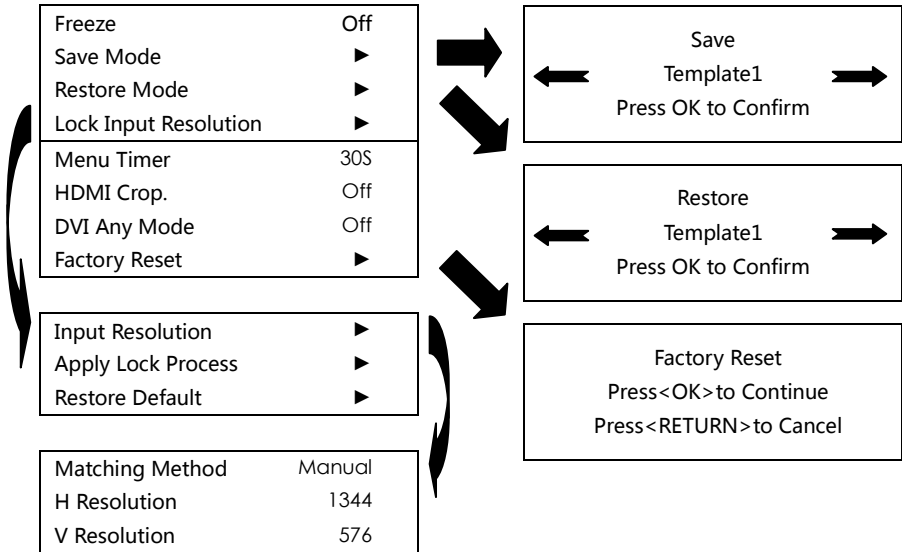 Freeze Off
Save Mode ►
Restore Mode ►
Lock Input Resolution ►
Menu Timer 30S
HDMI Crop. Off
DVI Any Mode Off
Factory Reset ►
Input Resolution ►
Apply Lock Process ►
Restore Default ►
Matching Method Manual
H Resolution 1344
V Resolution 576
Save
Template1
Press OK to Confirm
Restore
Template1
Press OK to Confirm
Factory Reset
Press<OK>to Continue
Press<RETURN>to Cancel